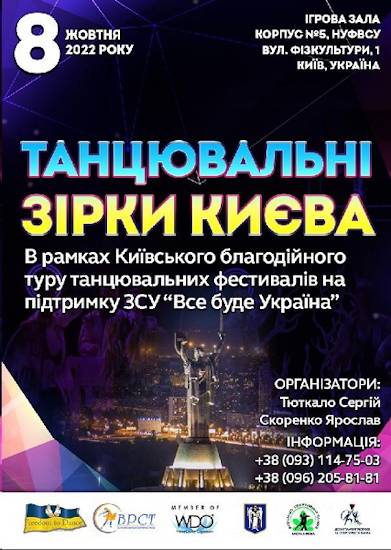 8 ЖОВТНЯ
2022 РОКУ
ІГРОВА ЗАЛА
КОРПУС №5, НУФВСУ
ВУЛ. ФІЗКУЛЬТУРИ, 1
КИЇВ, УКРАЇНА
ТАНЦЮВАЛЬНІ
ЗІРКИ КИЄВА
В рамках Київського благодійного
туру танцювальних фестивалів на
підтримку ЗСУ “Все буде Україна”
ОРГАНІЗАТОРИ:
Тюткало Сергій
Скоренко Ярослав
ІНФОРМАЦІЯ:
+38 (093) 114-75-03
+38 (096) 205-81-81
Freedom to Dance
ВРСТ
MEMBER OF
WDO